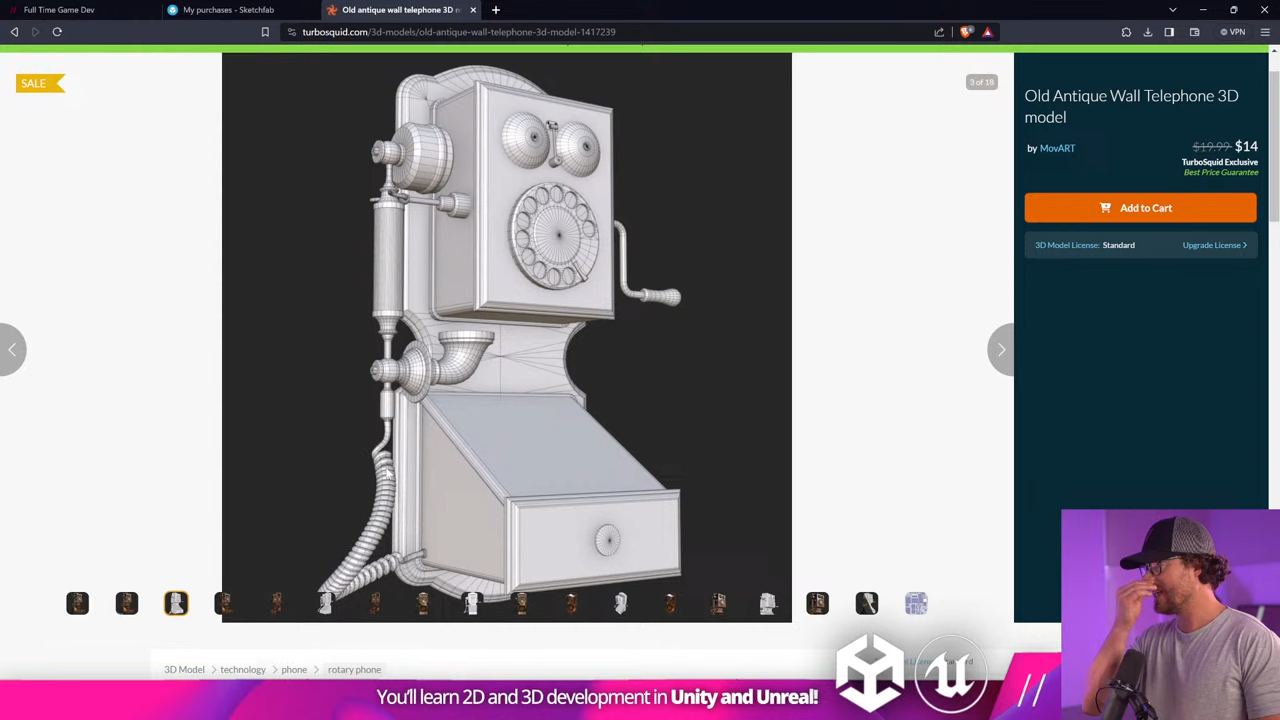 Full Time Game Dev
My purchases - Sketchfab
Old antique wall telephone 3D m
turbosquid.com/3d-models/old-antique-wall-telephone-3d-model-1417239
VPN
SALE
3 of 18
Old Antique Wall Telephone 3D
model
by MovART
$19.99 $14
TurboSquid Exclusive
Best Price Guarantee
Add to Cart
3D Model License: Standard
Upgrade License
3D Model > technology > phone > rotary phone
You'll learn 2D and 3D development in Unity and Unreal!